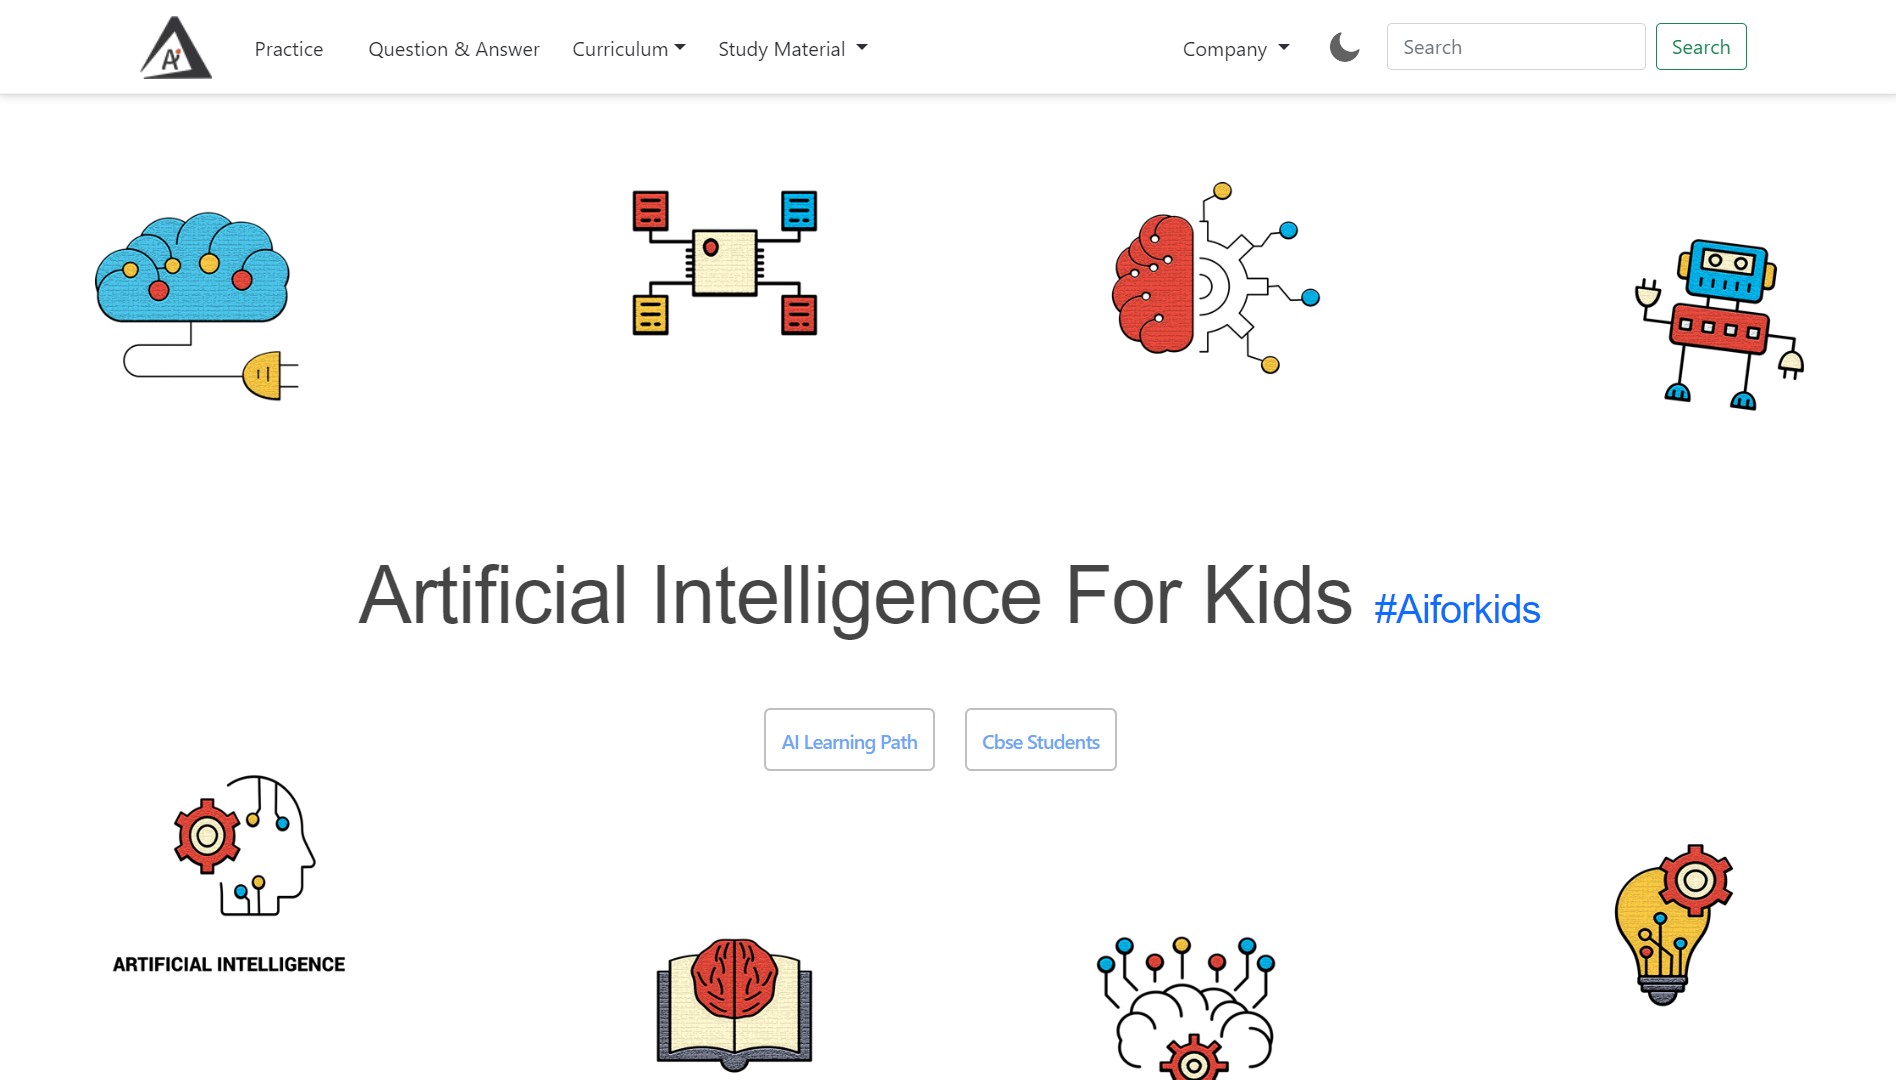 Ai
Practice
Question & Answer
Curriculum
Study Material
Company
Search
Search
Artificial Intelligence For Kids #Aiforkids
AI Learning Path
Cbse Students
ARTIFICIAL INTELLIGENCE